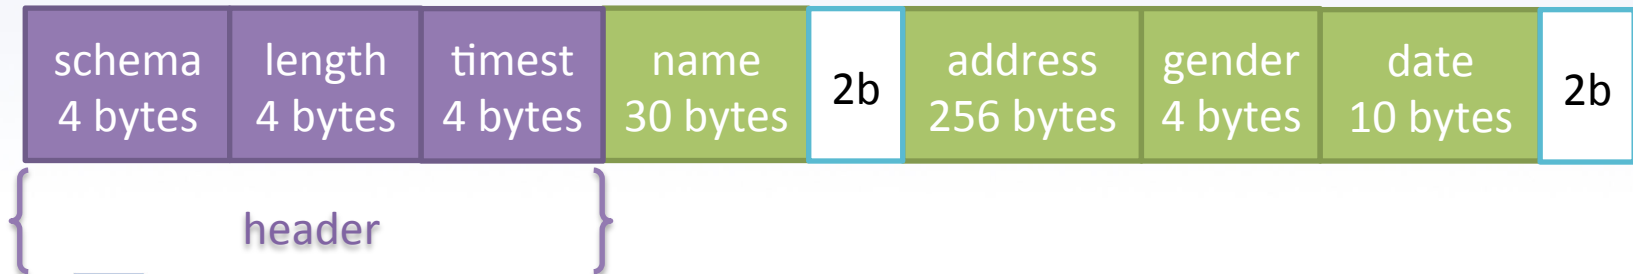 schema
4 bytes
length
4 bytes
timest
4 bytes
name
30 bytes
2b
address
256 bytes
gender
4 bytes
date
10 bytes
2b
header